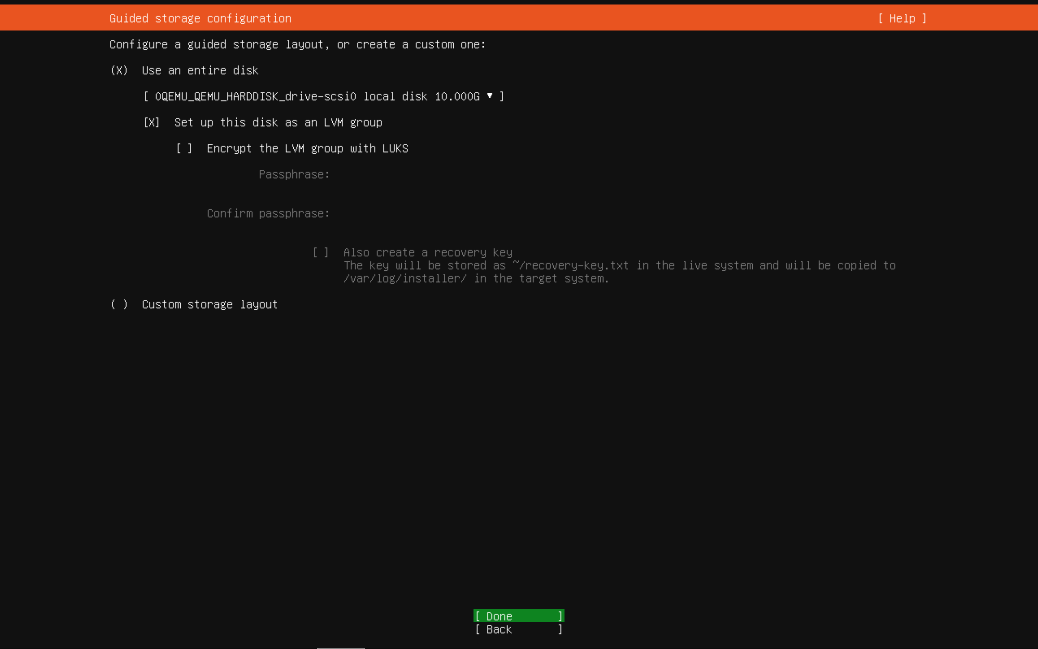 Guided storage configuration [ Help ]
Configure a guided storage layout, or create a custom one:
(X) Use an entire disk
[ 0QEMU_QEMU_HARDDISK_drive-scsi0 local disk 10.000G ▾ ]
[X] Set up this disk as an LVM group
[ ] Encrypt the LVM group with LUKS
Passphrase:
Confirm passphrase:
[ ] Also create a recovery key
The key will be stored as ~/recovery-key.txt in the live system and will be copied to
/var/log/installer/ in the target system.
( ) Custom storage layout
[ Done ]
[ Back ]